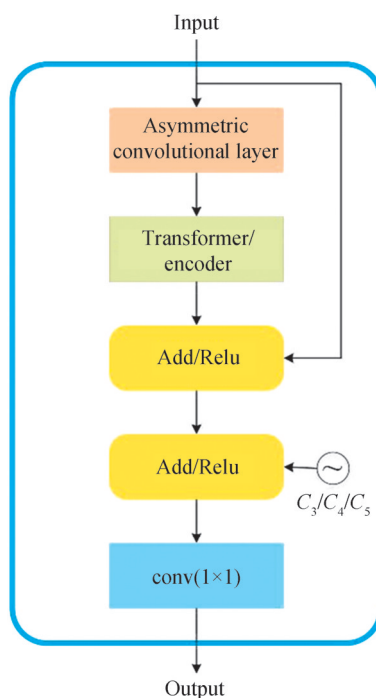 Input
Asymmetric
convolutional layer
Transformer/
encoder
Add/Relu
Add/Relu
~
C₃/C₄/C₅
conv(1×1)
Output